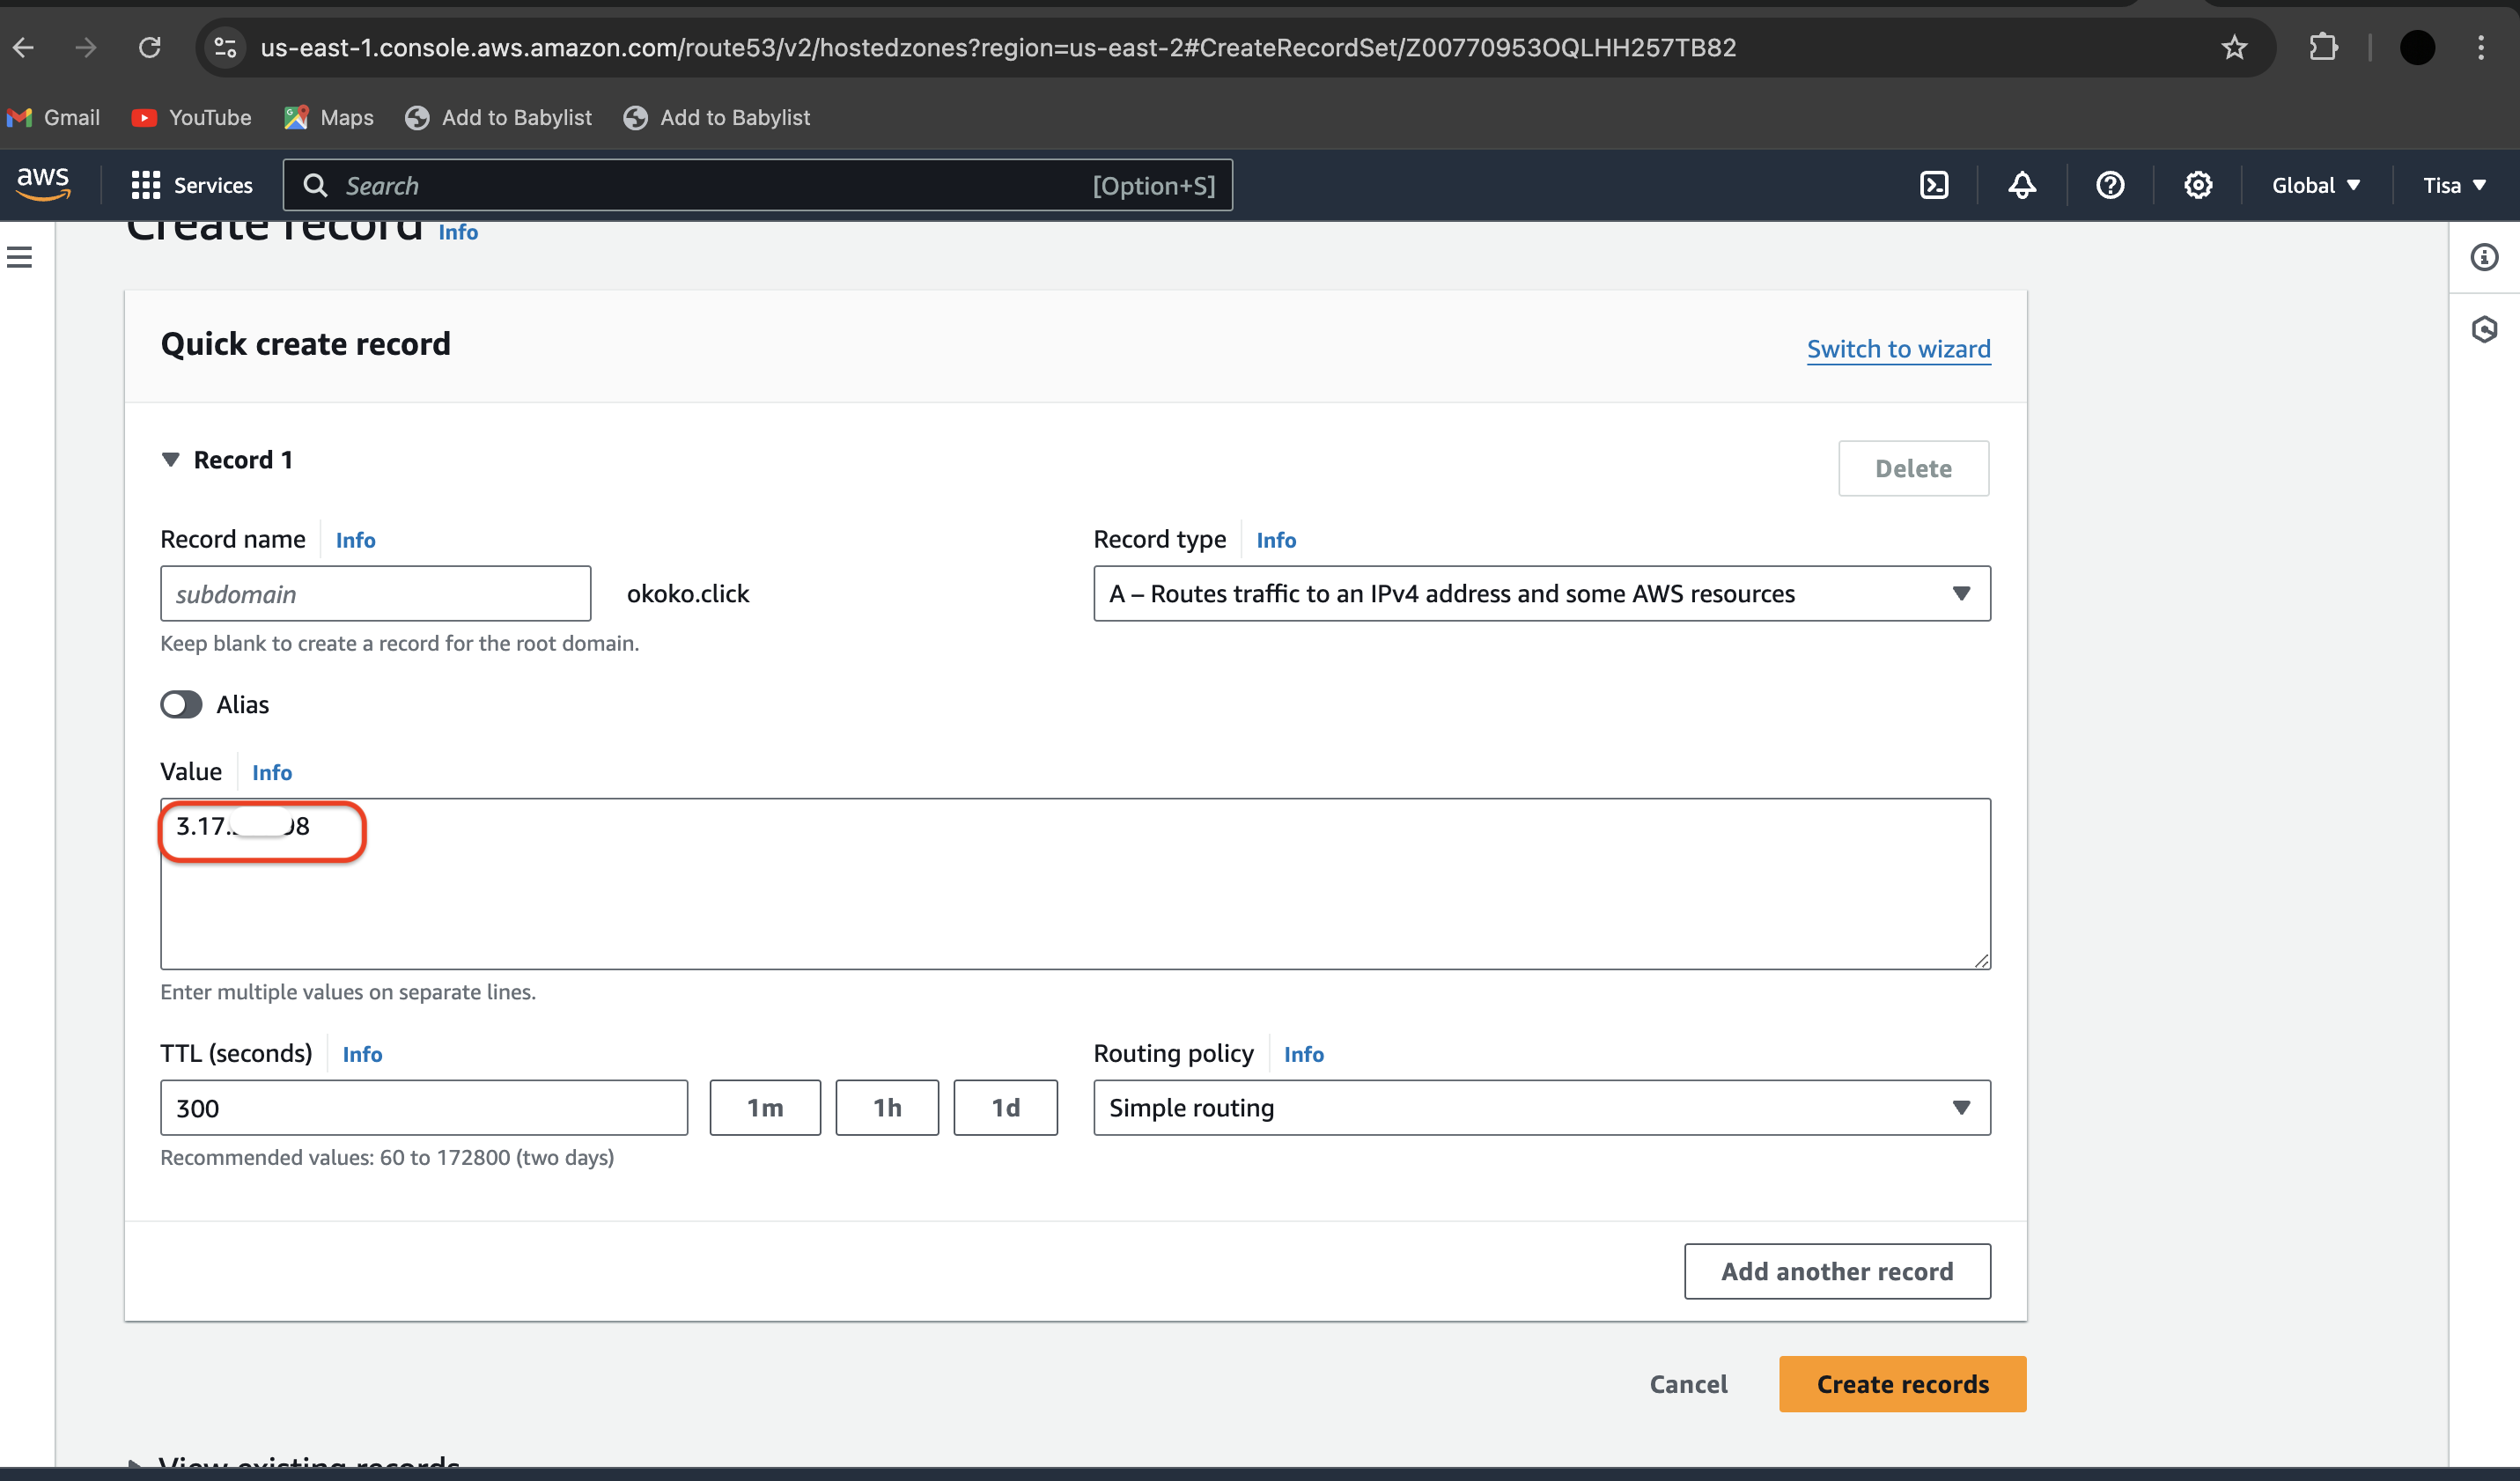 us-east-1.console.aws.amazon.com/route53/v2/hostedzones?region=us-east-2#CreateRecordSet/Z00770953OQLHH257TB82
Gmail YouTube Maps Add to Babylist Add to Babylist
aws Services Search [Option+S] Global Tisa
Create record Info
Quick create record Switch to wizard
Record 1 Delete
Record name Info Record type Info
subdomain okoko.click A – Routes traffic to an IPv4 address and some AWS resources
Keep blank to create a record for the root domain.
Alias
Value Info
3.17.
Enter multiple values on separate lines.
TTL (seconds) Info Routing policy Info
300 1m 1h 1d Simple routing
Recommended values: 60 to 172800 (two days)
Add another record
Cancel Create records
View existing records